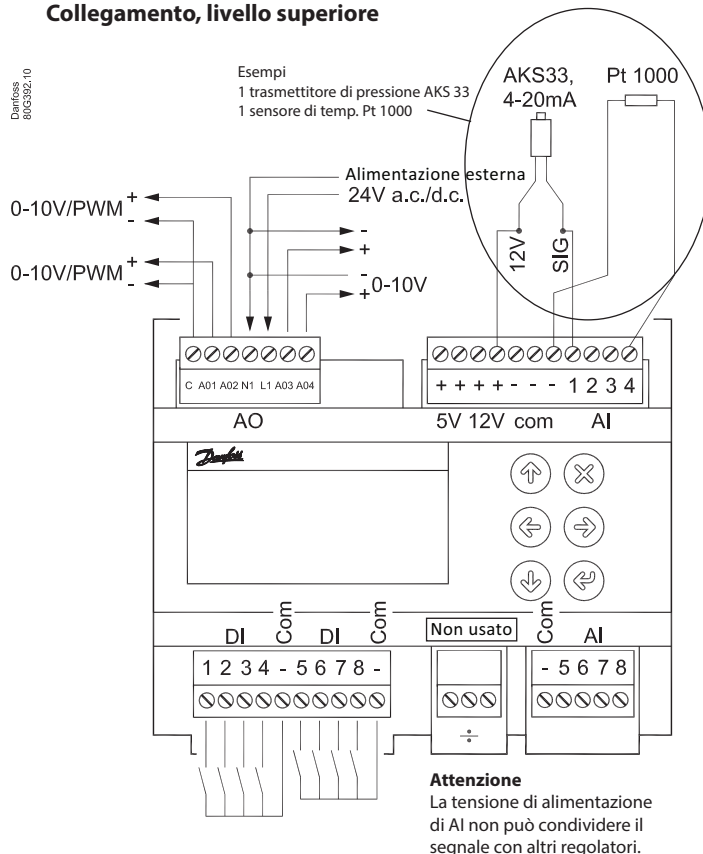 Collegamento, livello superiore
Danfoss
80G392.10
Esempi
1 trasmettitore di pressione AKS 33
1 sensore di temp. Pt 1000
AKS33,
4-20mA
Pt 1000
Alimentazione esterna
24V a.c./d.c.
0-10V/PWM + -
0-10V/PWM + -
-
+
-
+ 0-10V
12V
SIG
C A01 A02 N1 L1 A03 A04
+ + + + - - - 1 2 3 4
AO
5V 12V com AI
Danfoss
DI Com DI Com
Non usato
Com AI
1 2 3 4 - 5 6 7 8 -
- 5 6 7 8
÷
Attenzione
La tensione di alimentazione
di AI non può condividere il
segnale con altri regolatori.